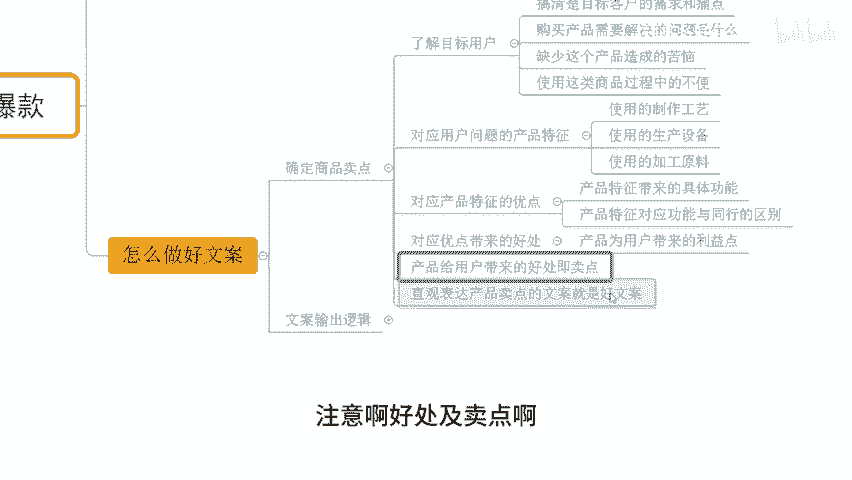 搞清楚目标客户的需求和痛点
了解目标用户
购买产品需要解决的问题是什么
缺少这个产品造成的苦恼
使用这类商品过程中的不便
使用的制作工艺
对应用户问题的产品特征
使用的生产设备
使用的加工原料
确定商品卖点
产品特征带来的具体功能
对应产品特征的优点
产品特征对应功能与同行的区别
对应优点带来的好处
产品为用户带来的利益点
爆款
怎么做好文案
产品给用户带来的好处即卖点
直观表达产品卖点的文案就是好文案
文案输出逻辑
注意啊好处及卖点啊